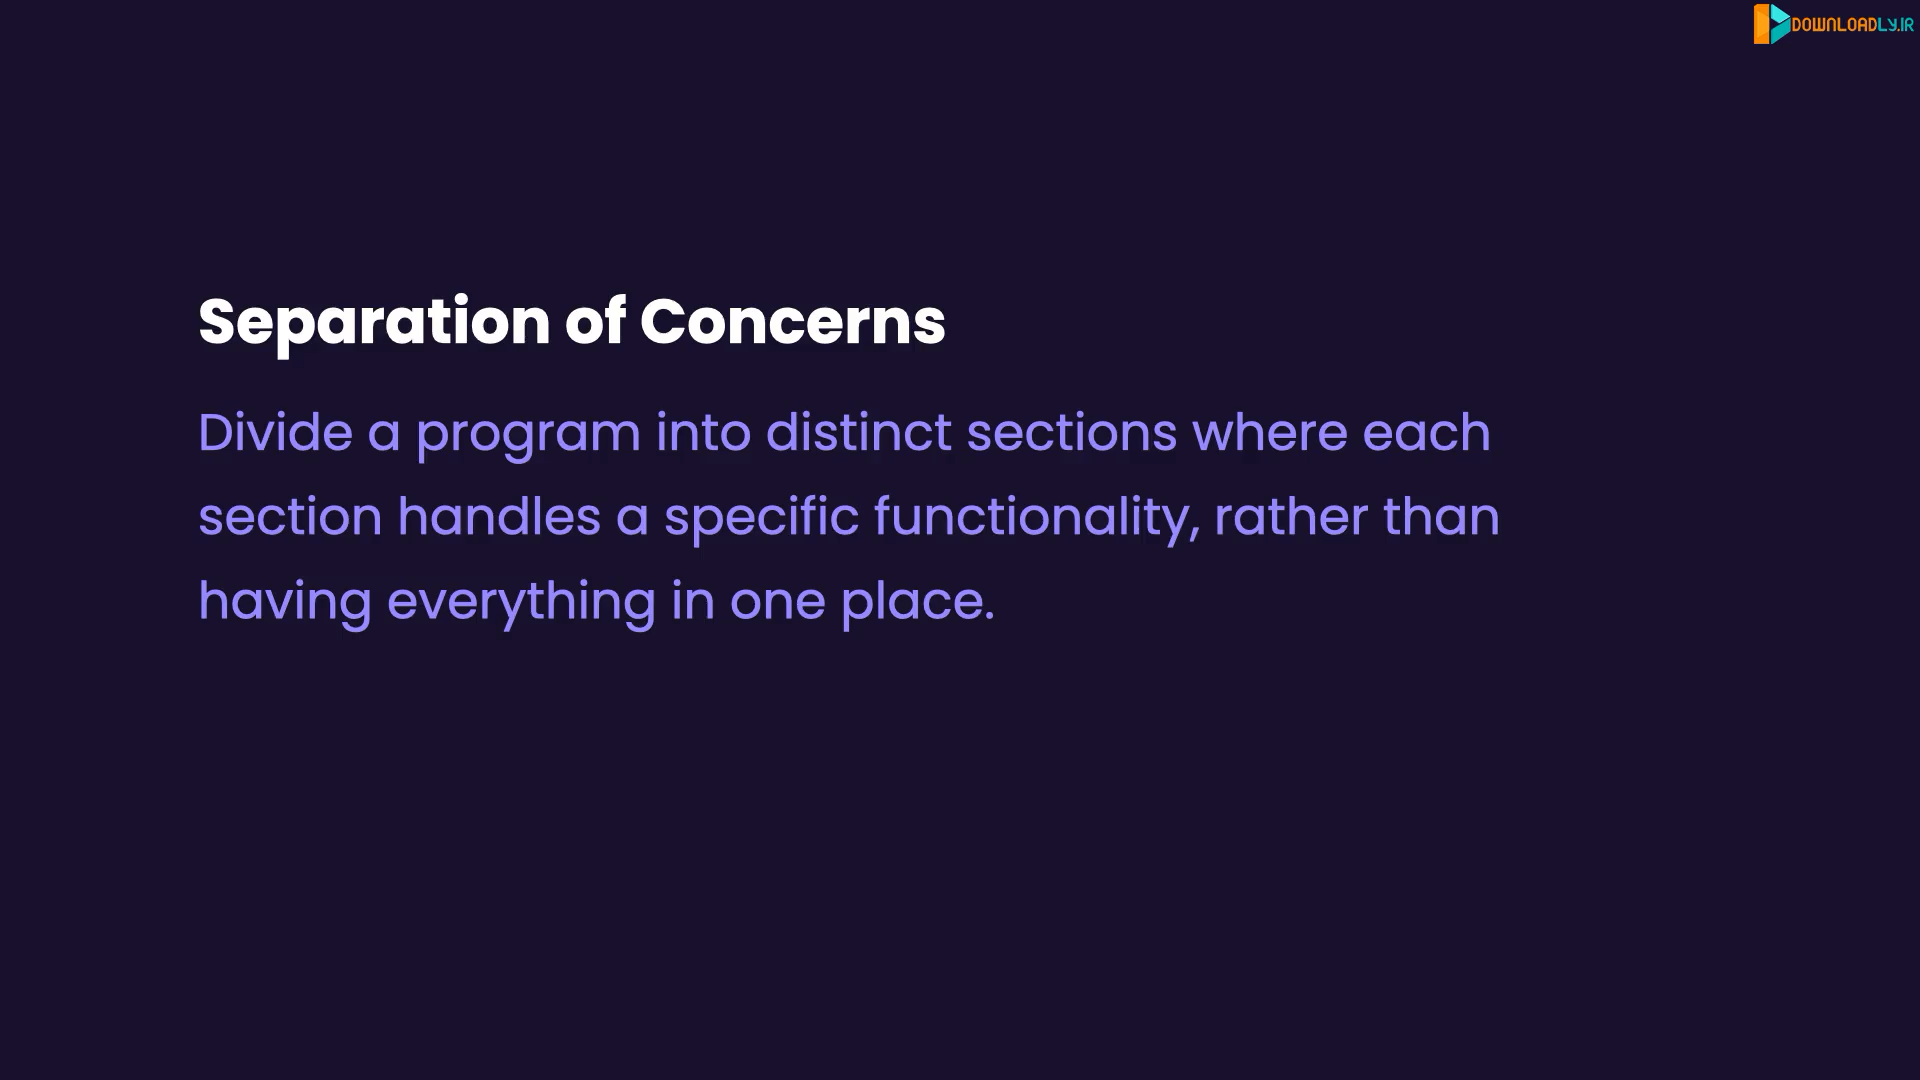 DOWNLOADLY.IR
Separation of Concerns
Divide a program into distinct sections where each
section handles a specific functionality, rather than
having everything in one place.